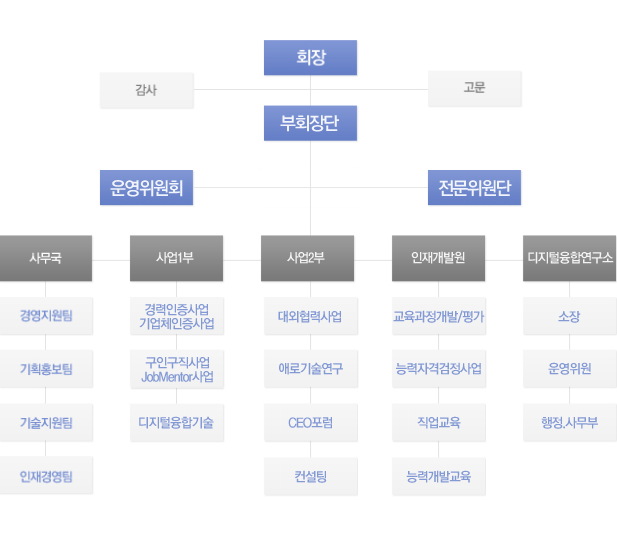 회장
감사
고문
부회장단
운영위원회
전문위원단
사무국
사업1부
사업2부
인재개발원
디지털융합연구소
경영지원팀
경력인증사업
기업체인증사업
대외협력사업
교육과정개발/평가
소장
기획홍보팀
구인구직사업
JobMentor사업
애로기술연구
능력자격검정사업
운영위원
기술지원팀
디지털융합기술
CEO포럼
직업교육
행정.사무부
인재경영팀
컨설팅
능력개발교육